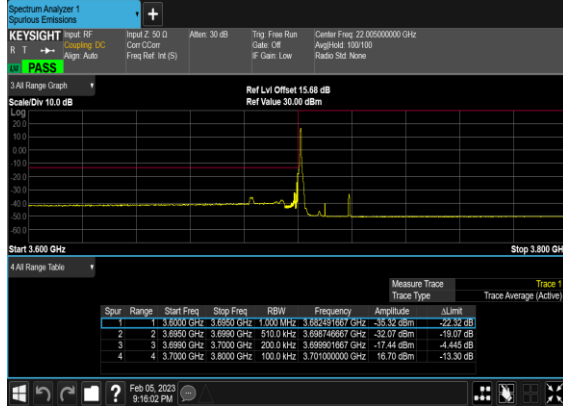 Spectrum Analyzer 1
Spurious Emissions
+
KEYSIGHT Input: RF Input Z: 50 Ω Atten: 30 dB Trig: Free Run Center Freq: 22.005000000 GHz
R T Coupling: DC Corr CCorr Gate: Off Avg|Hold: 100/100
Align: Auto Freq Ref: Int (S) IF Gain: Low Radio Std: None
PASS
3 All Range Graph
Ref Lvl Offset 15.68 dB
Scale/Div 10.0 dB Ref Value 30.00 dBm
Log
20.0
10.0
0.00
-10.0
-20.0
-30.0
-40.0
-50.0
-60.0
Start 3.600 GHz Stop 3.800 GH
4 All Range Table
Measure Trace Trace 1
Trace Type Trace Average (Active)
Spur Range Start Freq Stop Freq RBW Frequency Amplitude ΔLimit
1 1 3.6000 GHz 3.6950 GHz 1.000 MHz 3.682491667 GHz -35.32 dBm -22.32 dB
2 2 3.6950 GHz 3.6990 GHz 510.0 kHz 3.698746667 GHz -32.07 dBm -19.07 dB
3 3 3.6990 GHz 3.7000 GHz 200.0 kHz 3.699901667 GHz -17.44 dBm -4.445 dB
4 4 3.7000 GHz 3.8000 GHz 100.0 kHz 3.701000000 GHz 16.70 dBm -13.30 dB
? Feb 05, 2023
9:16:02 PM